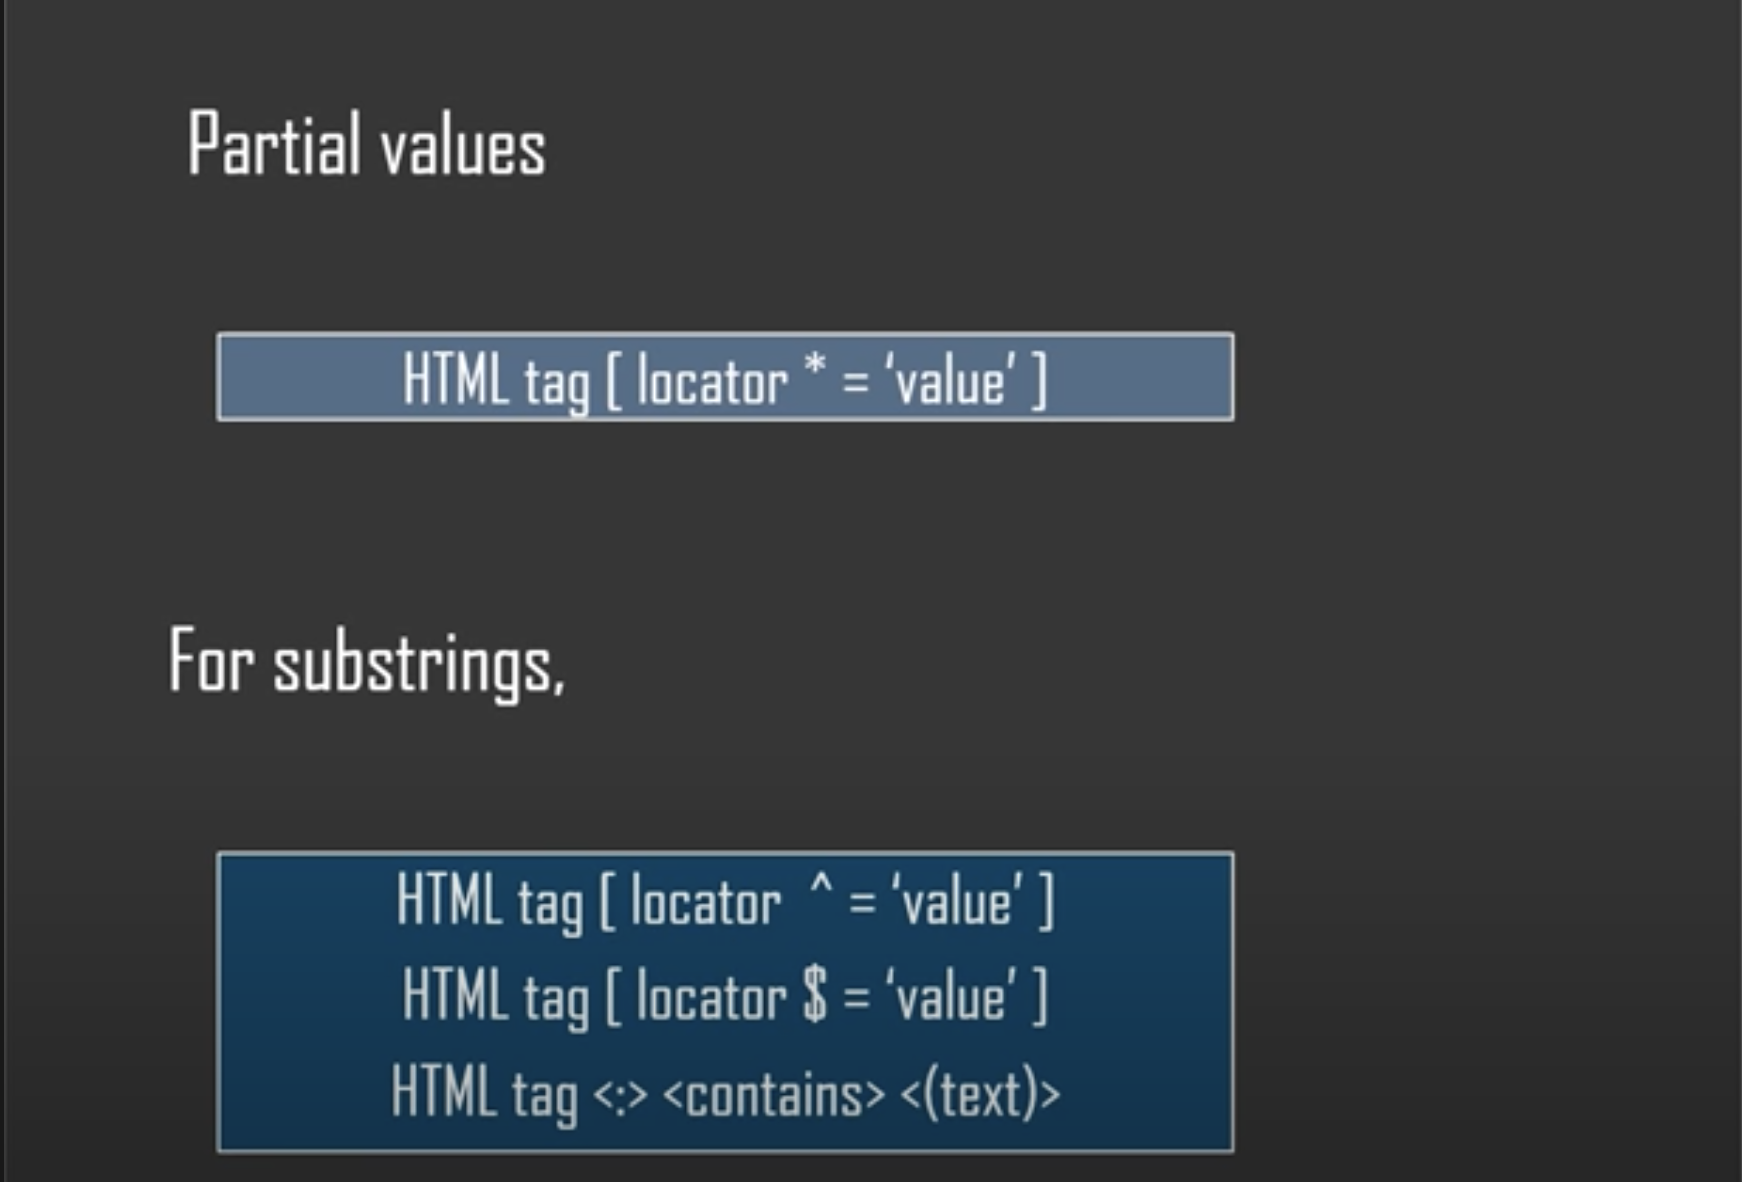 Partial values
HTML tag [ locator * = ‘value’ ]
For substrings,
HTML tag [ locator ^ = ‘value’ ]
HTML tag [ locator $ = ‘value’ ]
HTML tag <:> <contains> <(text)>